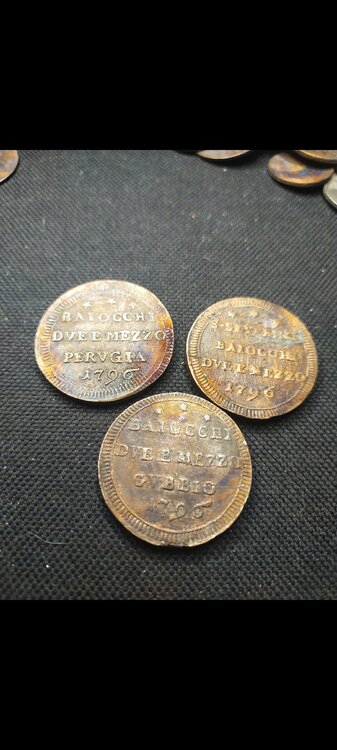 BAIOCCHI
DVE E MEZZO
PERVGIA
1796
BAIOCCHI
DVE E MEZZO
1796
BAIOCCHI
DVE E MEZZO
GVBBIO
1796